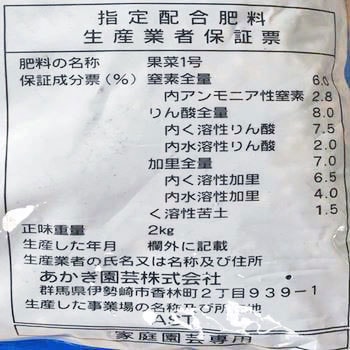 指定配合肥料
生産業者保証票
肥料の名称 果菜1号
保証成分票(%) 窒素全量 6.0
内アンモニア性窒素 2.8
りん酸全量 8.0
内く溶性りん酸 7.5
内水溶性りん酸 2.0
加里全量 7.0
内く溶性加里 6.5
内水溶性加里 4.0
く溶性苦土 1.5
正味重量 2kg
生産した年月 欄外に記載
生産業者の氏名又は名称及び住所
あかぎ園芸株式会社
群馬県伊勢崎市香林町2丁目939-1
生産した事業場の名称及び所在地
家庭園芸専用